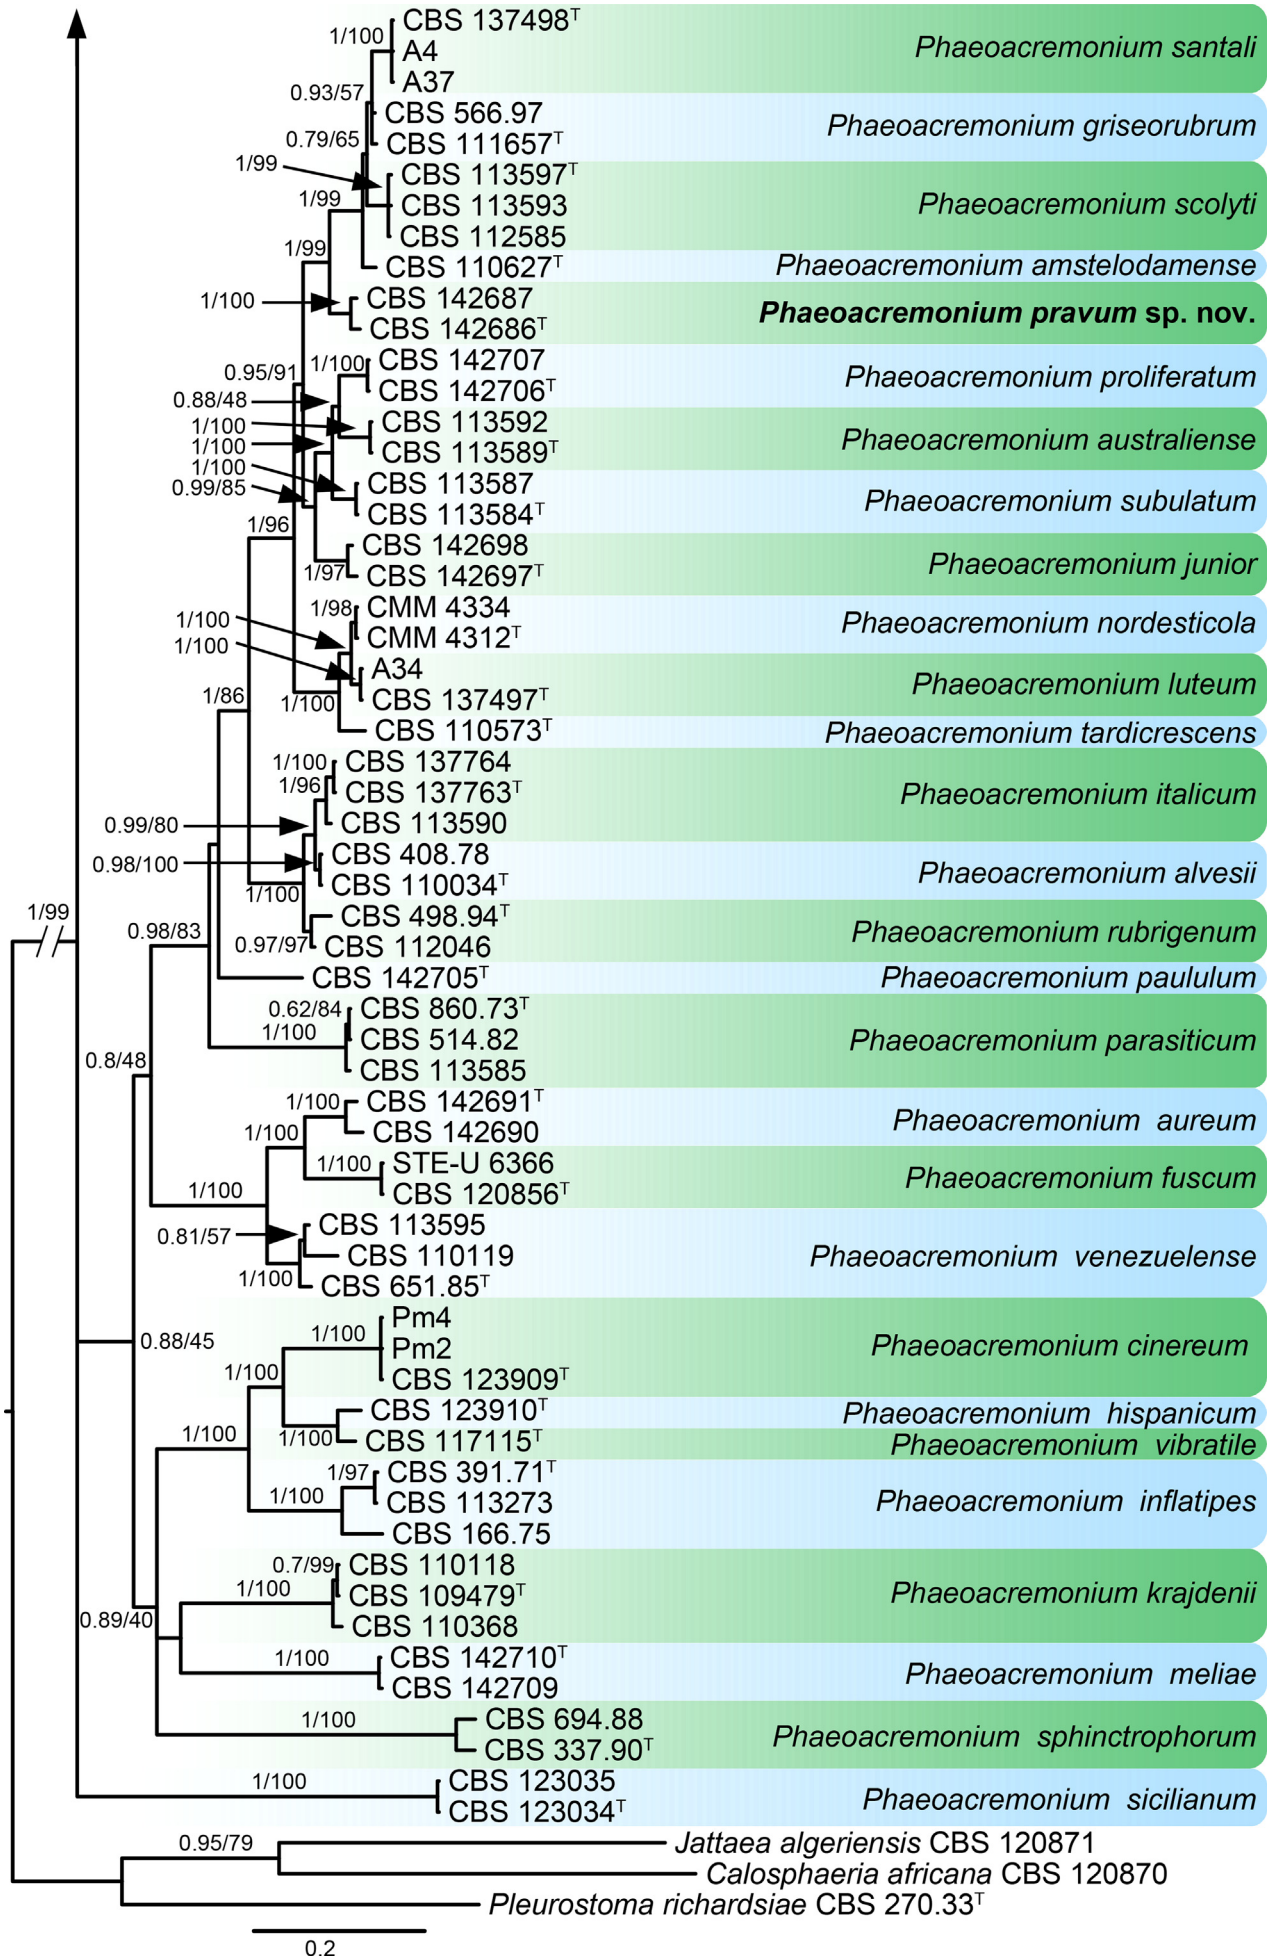 CBS 137498T
1/100
A4
Phaeoacremonium santali
A37
0.93/57
CBS 566.97
Phaeoacremonium griseorubrum
0.79/65
CBS 111657T
1/99
CBS 113597T
1/99
CBS 113593
Phaeoacremonium scolyti
CBS 112585
1/99
CBS 110627T
Phaeoacremonium amstelodamense
1/100
CBS 142687
Phaeoacremonium pravum sp. nov.
CBS 142686T
1/100
CBS 142707
0.95/91
Phaeoacremonium proliferatum
CBS 142706T
0.88/48
1/100
CBS 113592
Phaeoacremonium australiense
1/100
CBS 113589T
1/100
CBS 113587
0.99/85
Phaeoacremonium subulatum
CBS 113584T
1/96
CBS 142698
Phaeoacremonium junior
1/97
CBS 142697T
1/98
CMM 4334
1/100
Phaeoacremonium nordesticola
CMM 4312T
1/100
A34
Phaeoacremonium luteum
1/86
CBS 137497T
1/100
CBS 110573T
Phaeoacremonium tardicrescens
1/100
CBS 137764
1/96
CBS 137763T
Phaeoacremonium italicum
0.99/80
CBS 113590
0.98/100
CBS 408.78
Phaeoacremonium alvesii
CBS 110034T
1/100
1/99
CBS 498.94T
0.98/83
Phaeoacremonium rubrigenum
0.97/97
CBS 112046
CBS 142705T
Phaeoacremonium paululum
0.62/84
CBS 860.73T
1/100
CBS 514.82
Phaeoacremonium parasiticum
0.8/48
CBS 113585
1/100
CBS 142691T
1/100
Phaeoacremonium aureum
CBS 142690
1/100
STE-U 6366
Phaeoacremonium fuscum
1/100
CBS 120856T
0.81/57
CBS 113595
CBS 110119
Phaeoacremonium venezuelense
1/100
CBS 651.85T
Pm4
1/100
0.88/45
Pm2
Phaeoacremonium cinereum
1/100
CBS 123909T
CBS 123910T
Phaeoacremonium hispanicum
1/100
1/100
CBS 117115T
Phaeoacremonium vibratile
1/97
CBS 391.71T
1/100
CBS 113273
Phaeoacremonium inflatipes
CBS 166.75
0.7/99
CBS 110118
1/100
CBS 109479T
Phaeoacremonium krajdenii
0.89/40
CBS 110368
1/100
CBS 142710T
Phaeoacremonium meliae
CBS 142709
1/100
CBS 694.88
Phaeoacremonium sphinctrophorum
CBS 337.90T
1/100
CBS 123035
Phaeoacremonium sicilianum
CBS 123034T
0.95/79
Jattaea algeriensis CBS 120871
Calosphaeria africana CBS 120870
Pleurostoma richardsiae CBS 270.33T
0.2